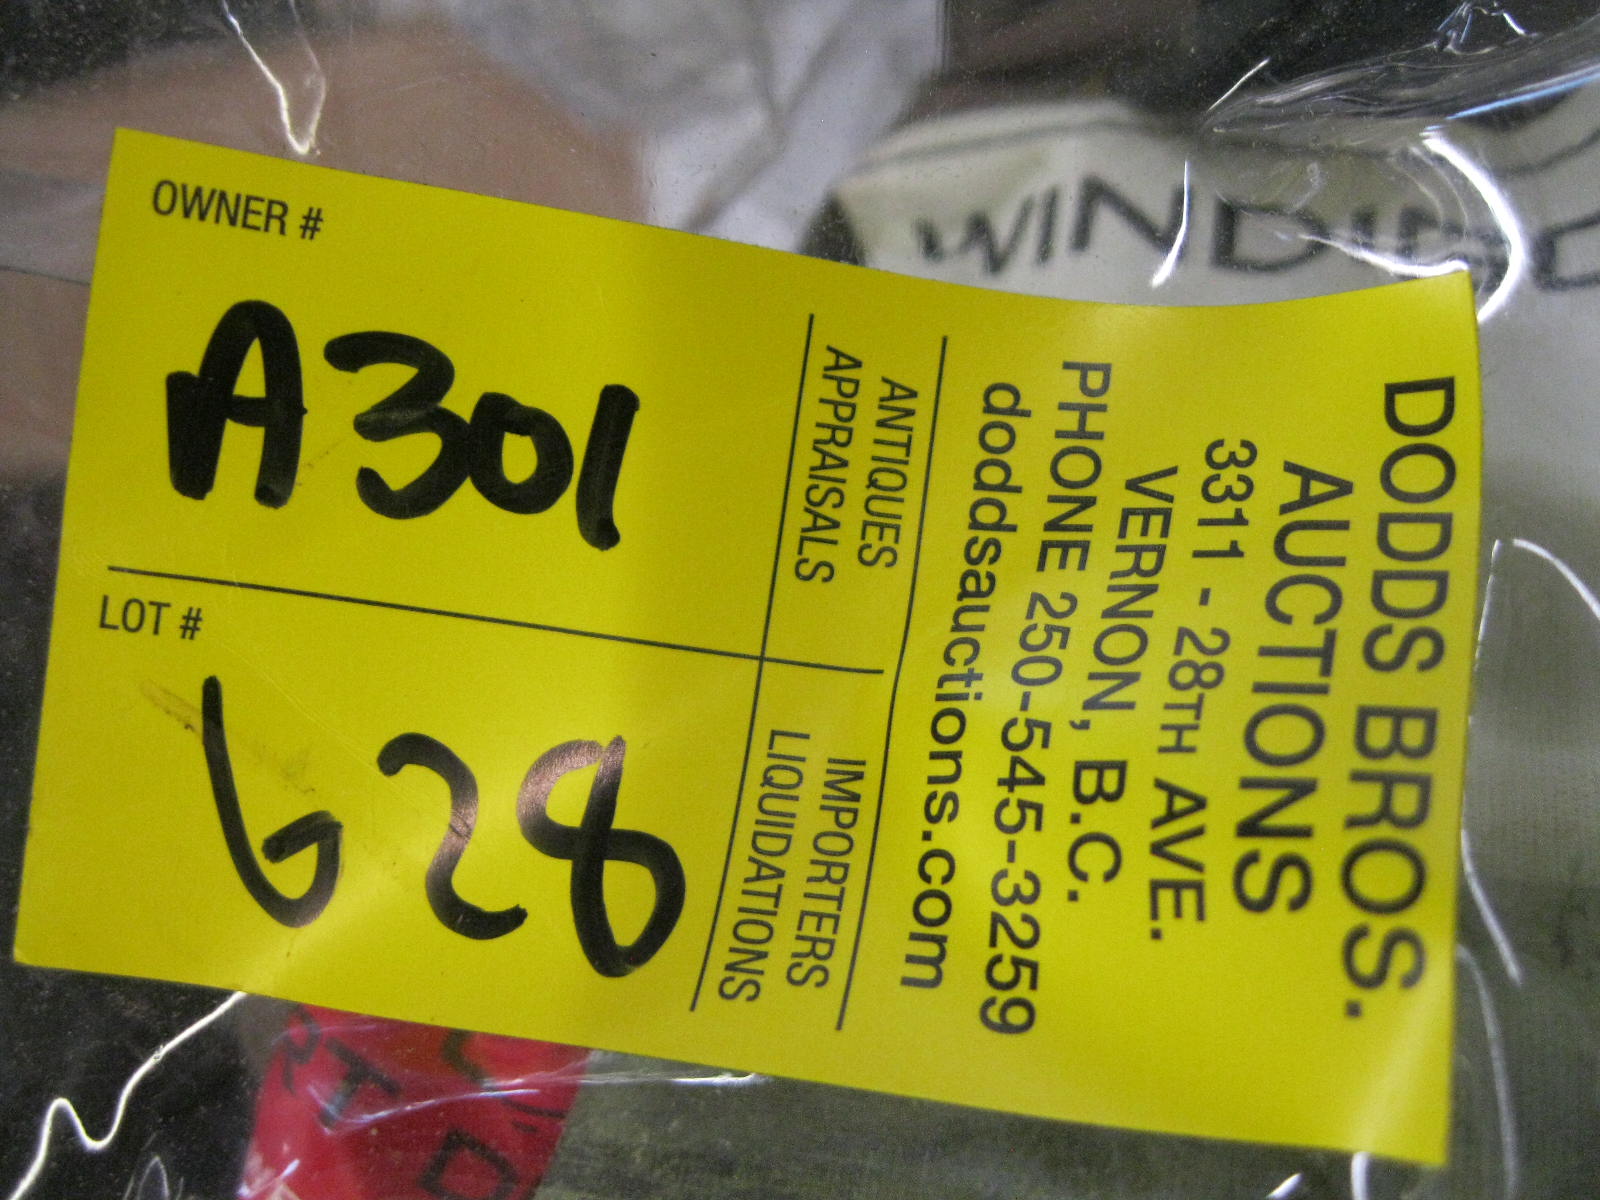 OWNER #
A301
LOT #
628
DODDS BROS.
AUCTIONS
3311 - 28TH AVE.
VERNON, B.C.
PHONE 250-545-3259
doddsauctions.com
ANTIQUES
APPRAISALS
IMPORTERS
LIQUIDATIONS